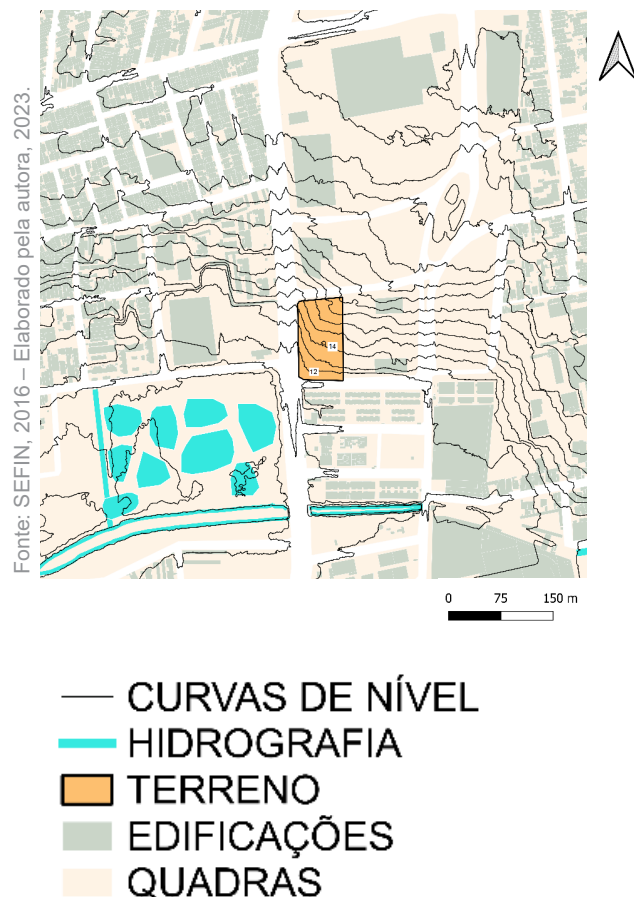 Fonte: SEFIN, 2016 – Elaborado pela autora, 2023.
14
12
0 75 150 m
CURVAS DE NÍVEL
HIDROGRAFIA
TERRENO
EDIFICAÇÕES
QUADRAS